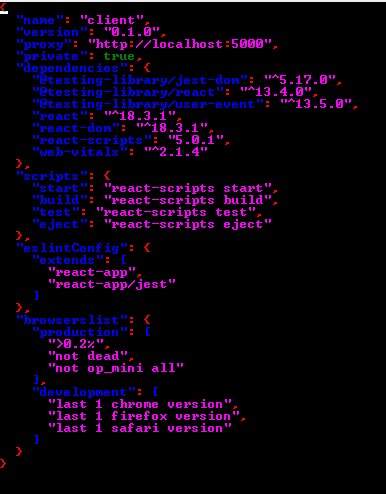 {
  "name": "client",
  "version": "0.1.0",
  "proxy": "http://localhost:5000",
  "private": true,
  "dependencies": {
    "@testing-library/jest-dom": "^5.17.0",
    "@testing-library/react": "^13.4.0",
    "@testing-library/user-event": "^13.5.0",
    "react": "^18.3.1",
    "react-dom": "^18.3.1",
    "react-scripts": "5.0.1",
    "web-vitals": "^2.1.4"
  },
  "scripts": {
    "start": "react-scripts start",
    "build": "react-scripts build",
    "test": "react-scripts test",
    "eject": "react-scripts eject"
  },
  "eslintConfig": {
    "extends": [
      "react-app",
      "react-app/jest"
    ]
  },
  "browserslist": {
    "production": [
      ">0.2%",
      "not dead",
      "not op_mini all"
    ],
    "development": [
      "last 1 chrome version",
      "last 1 firefox version",
      "last 1 safari version"
    ]
  }
}